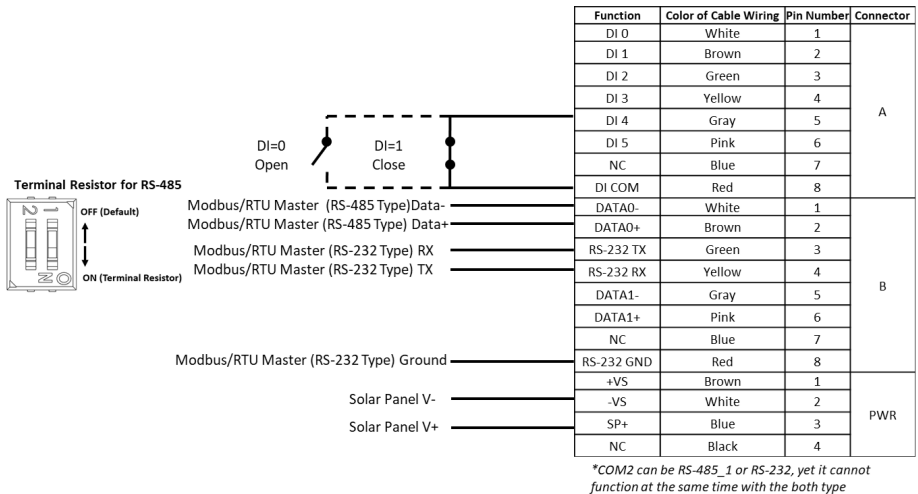 Function Color of Cable Wiring Pin Number Connector
DI 0 White 1
DI 1 Brown 2
DI 2 Green 3
DI 3 Yellow 4
A
DI 4 Gray 5
DI=0 DI=1
DI 5 Pink 6
Open Close
NC Blue 7
DI COM Red 8
Terminal Resistor for RS-485
1 2
OFF (Default)
ON (Terminal Resistor)
ON
Modbus/RTU Master (RS-485 Type)Data-
DATA0- White 1
Modbus/RTU Master (RS-485 Type) Data+
DATA0+ Brown 2
Modbus/RTU Master (RS-232 Type) RX
RS-232 TX Green 3
Modbus/RTU Master (RS-232 Type) TX
RS-232 RX Yellow 4
B
DATA1- Gray 5
DATA1+ Pink 6
NC Blue 7
Modbus/RTU Master (RS-232 Type) Ground
RS-232 GND Red 8
+VS Brown 1
Solar Panel V-
-VS White 2
PWR
Solar Panel V+
SP+ Blue 3
NC Black 4
*COM2 can be RS-485_1 or RS-232, yet it cannot
function at the same time with the both type